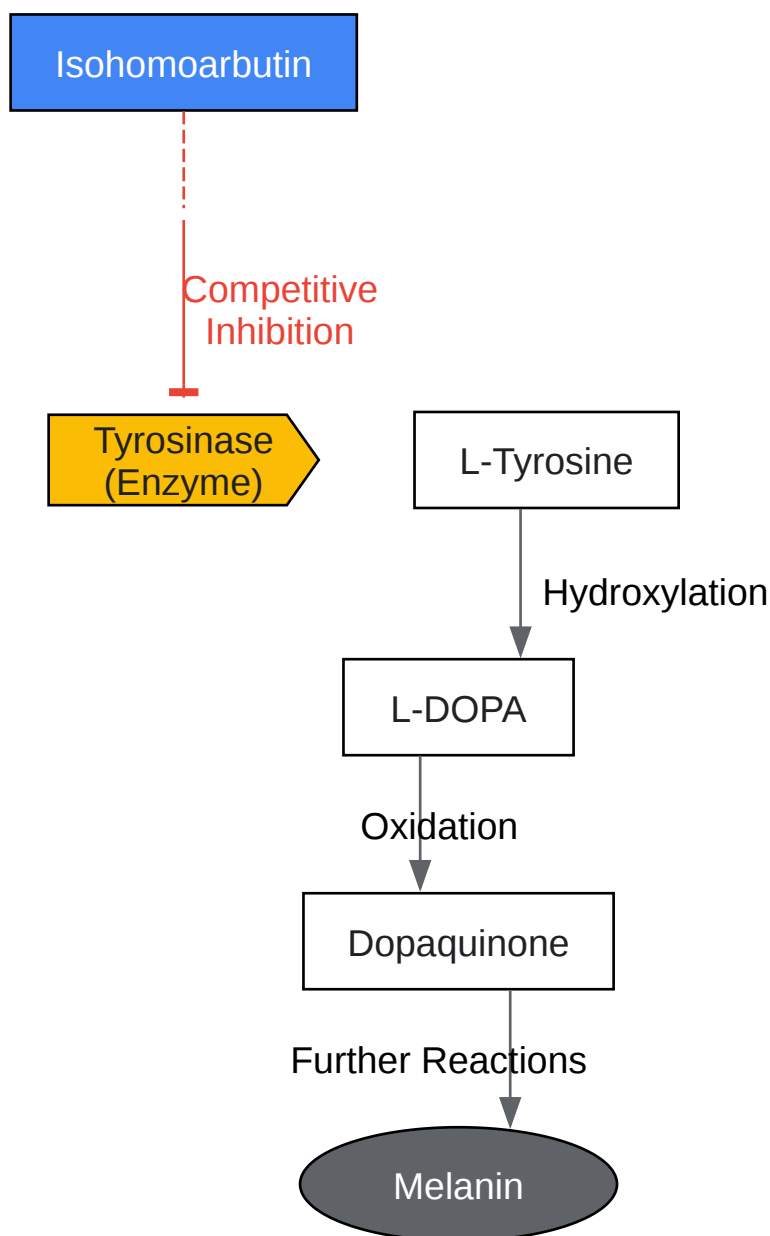 Isohomoarbutin
Competitive
Inhibition
Tyrosinase
(Enzyme)
L-Tyrosine
Hydroxylation
L-DOPA
Oxidation
Dopaquinone
Further Reactions
Melanin